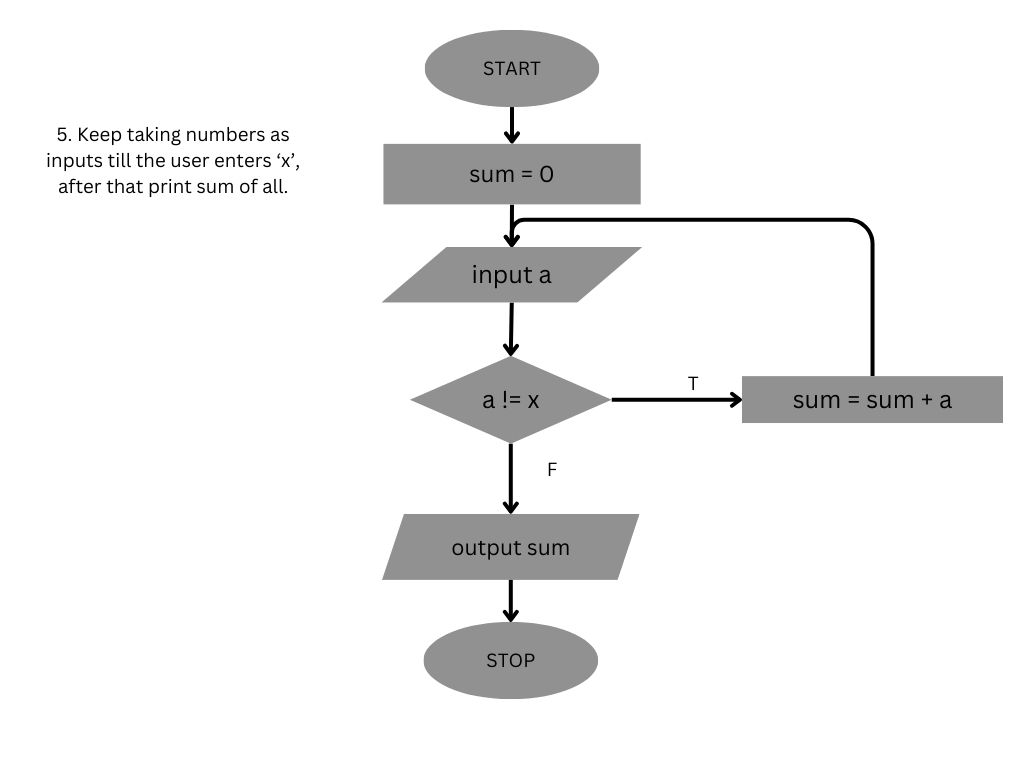 START
5. Keep taking numbers as
inputs till the user enters ‘x’,
after that print sum of all.
sum = 0
input a
a != x
T
sum = sum + a
F
output sum
STOP